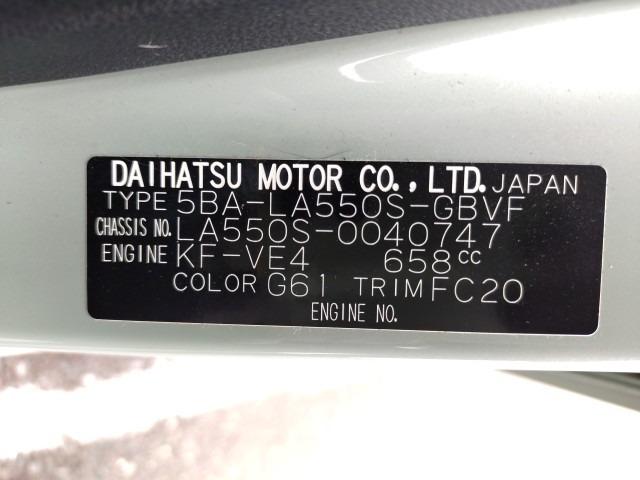 DAIHATSU MOTOR CO., LTD. JAPAN
TYPE 5BA-LA550S-GBVF
CHASSIS NO. LA550S-0040747
ENGINE KF-VE4 658cc
COLOR G61 TRIM FC20
ENGINE NO.